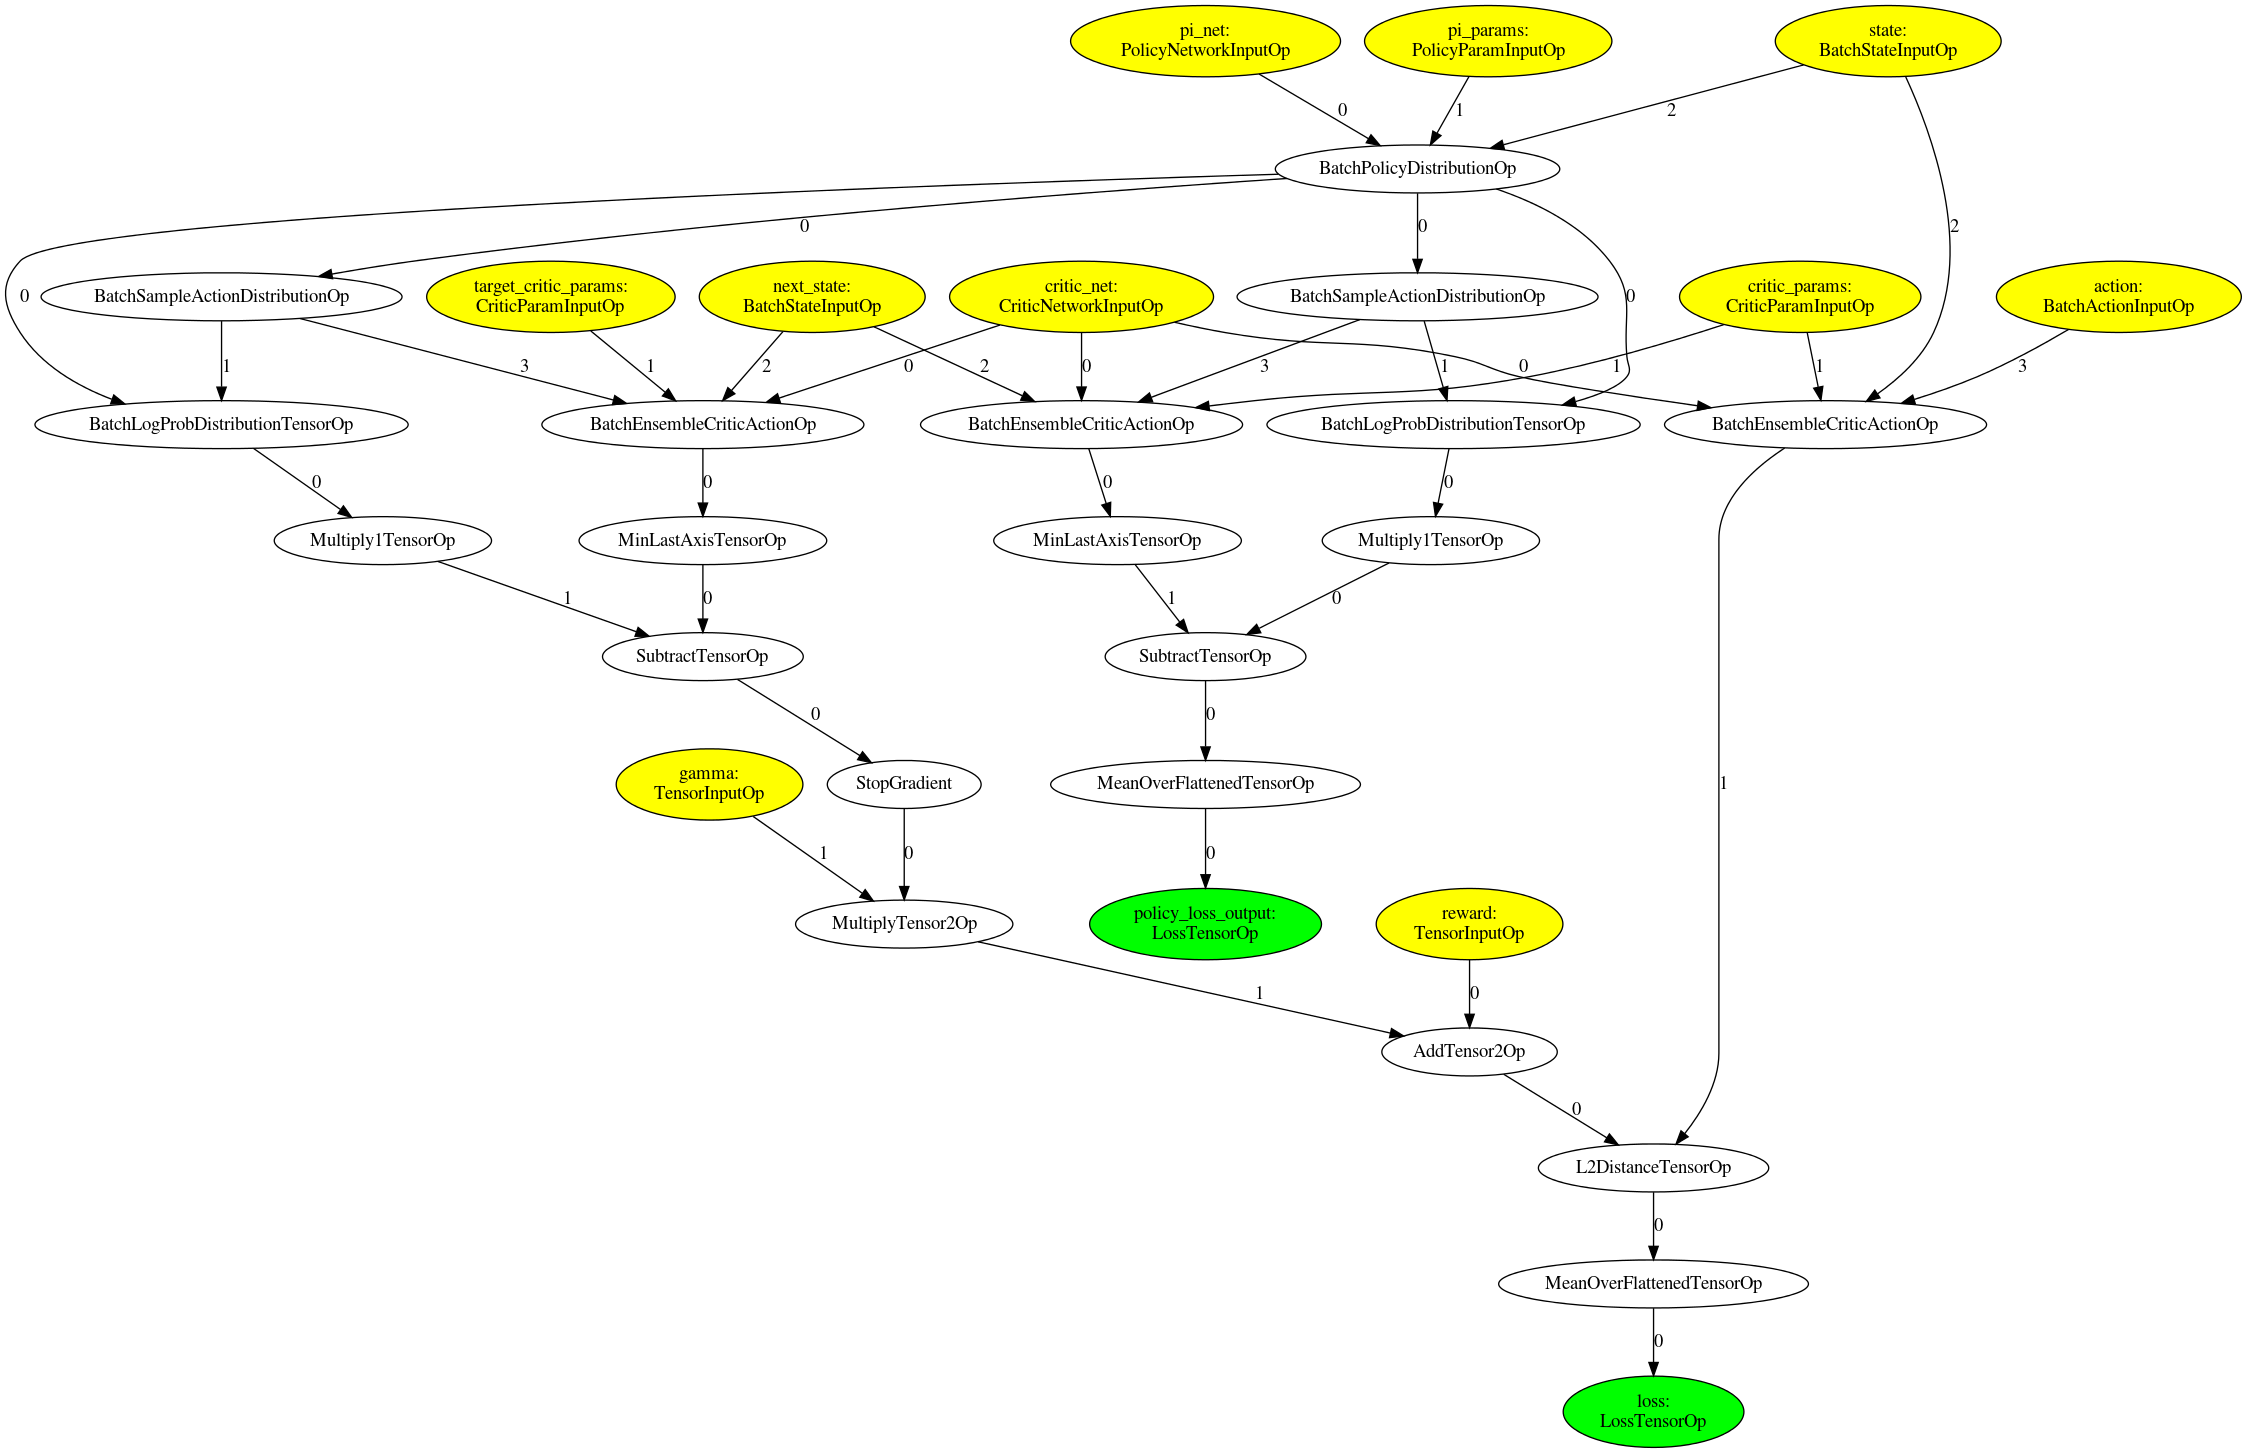 pi_net:
PolicyNetworkInputOp
pi_params:
PolicyParamInputOp
state:
BatchStateInputOp
0
1
2
BatchPolicyDistributionOp
0
0
2
0
0
BatchSampleActionDistributionOp
target_critic_params:
CriticParamInputOp
next_state:
BatchStateInputOp
critic_net:
CriticNetworkInputOp
BatchSampleActionDistributionOp
critic_params:
CriticParamInputOp
action:
BatchActionInputOp
1
3
1
2
0
2
0
3
1
0
1
1
3
BatchLogProbDistributionTensorOp
BatchEnsembleCriticActionOp
BatchEnsembleCriticActionOp
BatchLogProbDistributionTensorOp
BatchEnsembleCriticActionOp
0
0
0
0
Multiply1TensorOp
MinLastAxisTensorOp
MinLastAxisTensorOp
Multiply1TensorOp
1
0
1
0
SubtractTensorOp
SubtractTensorOp
0
0
gamma:
TensorInputOp
StopGradient
MeanOverFlattenedTensorOp
1
1
0
0
MultiplyTensor2Op
policy_loss_output:
LossTensorOp
reward:
TensorInputOp
1
0
AddTensor2Op
0
L2DistanceTensorOp
0
MeanOverFlattenedTensorOp
0
loss:
LossTensorOp